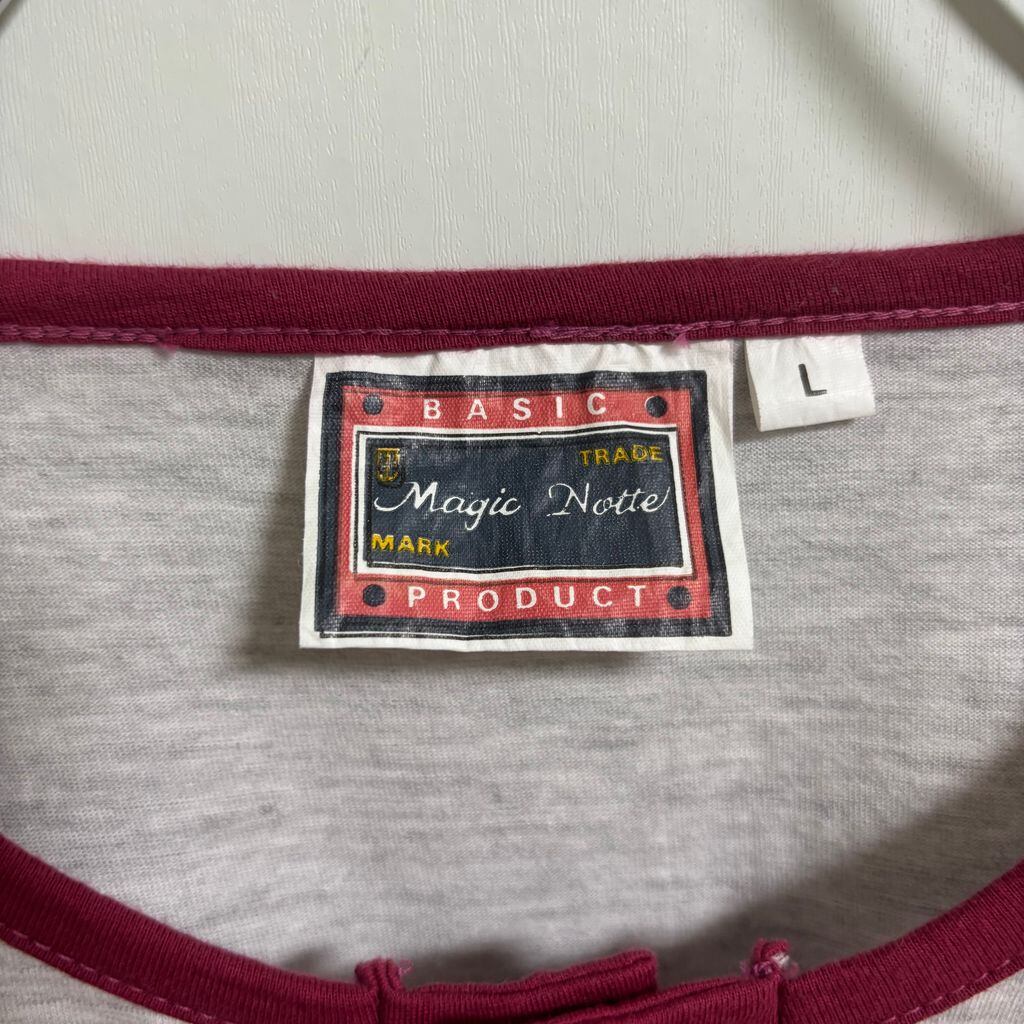 BASIC
TRADE
Magic Notte
MARK
PRODUCT
L